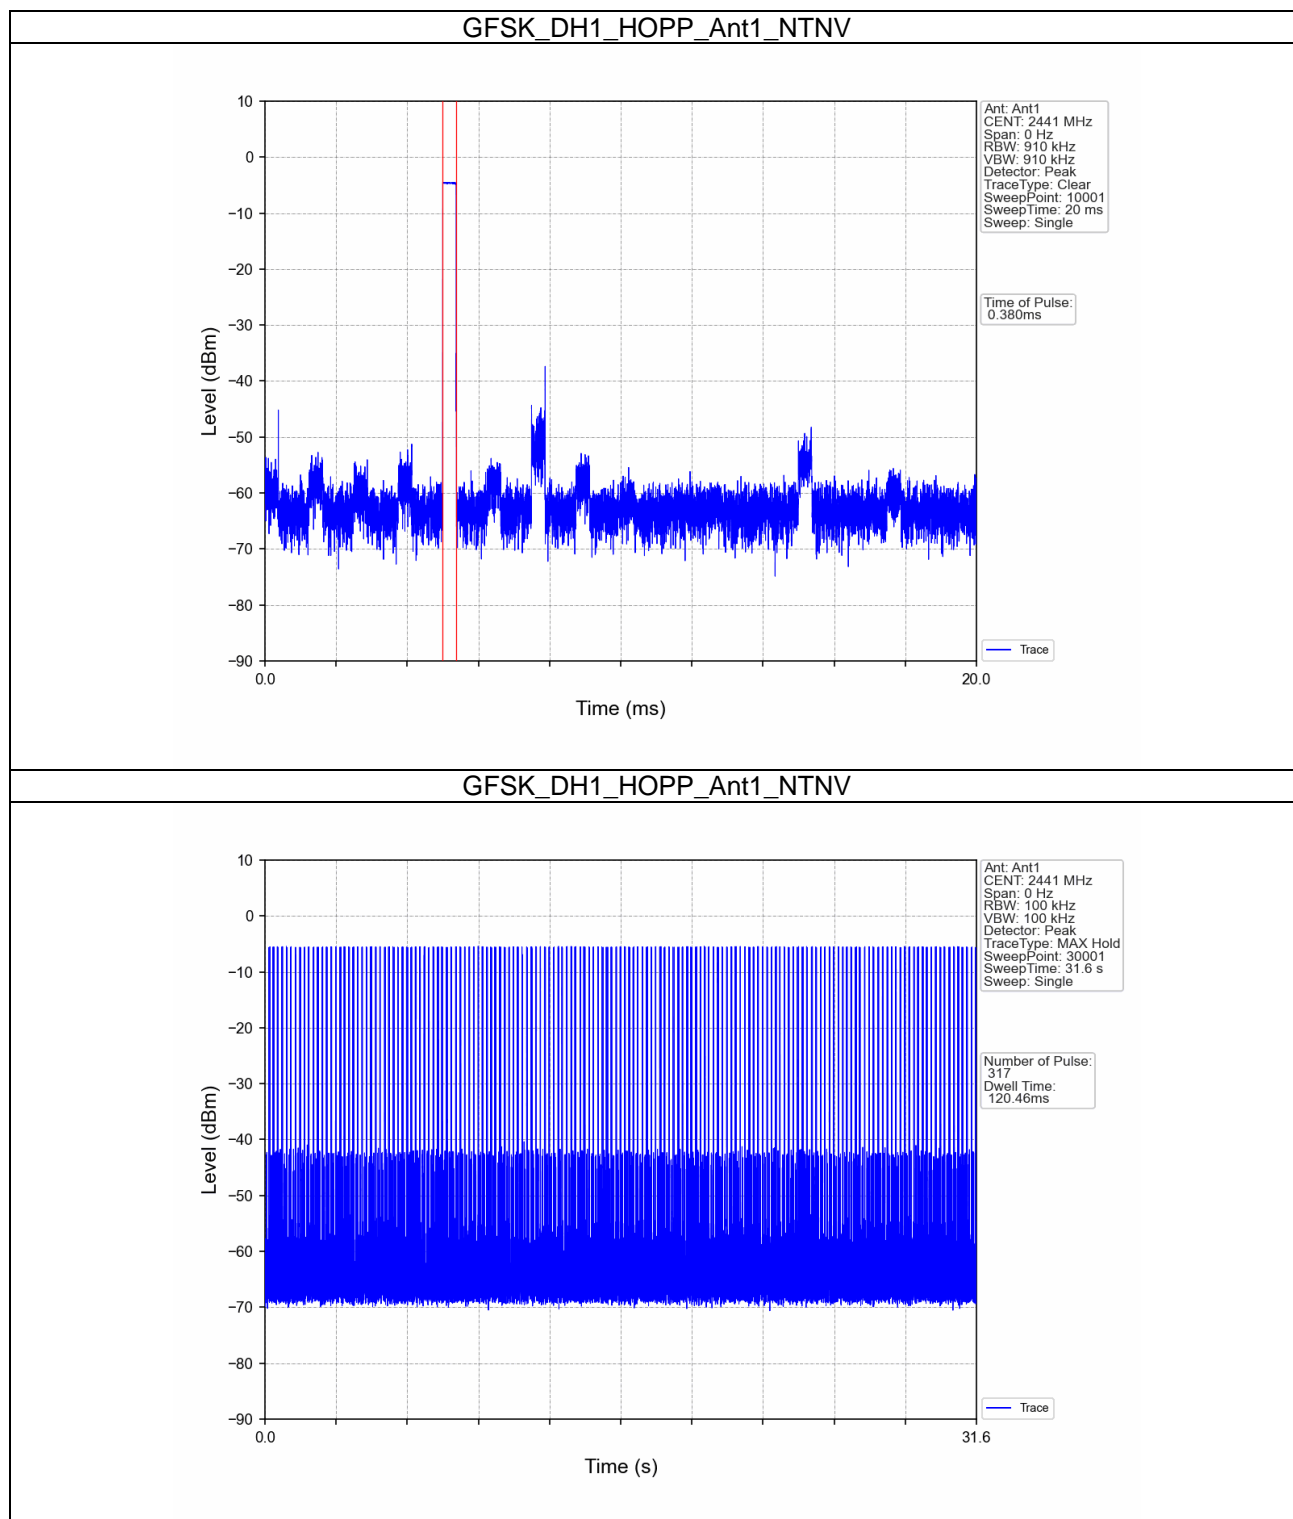 GFSK_DH1_HOPP_Ant1_NTNV
10
0
−10
−20
−30
−40
−50
−60
−70
−80
−90
Level (dBm)
0.0
20.0
Time (ms)
Ant: Ant1
CENT: 2441 MHz
Span: 0 Hz
RBW: 910 kHz
VBW: 910 kHz
Detector: Peak
TraceType: Clear
SweepPoint: 10001
SweepTime: 20 ms
Sweep: Single
Time of Pulse:
0.380ms
Trace
GFSK_DH1_HOPP_Ant1_NTNV
10
0
−10
−20
−30
−40
−50
−60
−70
−80
−90
Level (dBm)
0.0
31.6
Time (s)
Ant: Ant1
CENT: 2441 MHz
Span: 0 Hz
RBW: 100 kHz
VBW: 100 kHz
Detector: Peak
TraceType: MAX Hold
SweepPoint: 30001
SweepTime: 31.6 s
Sweep: Single
Number of Pulse:
317
Dwell Time:
120.46ms
Trace